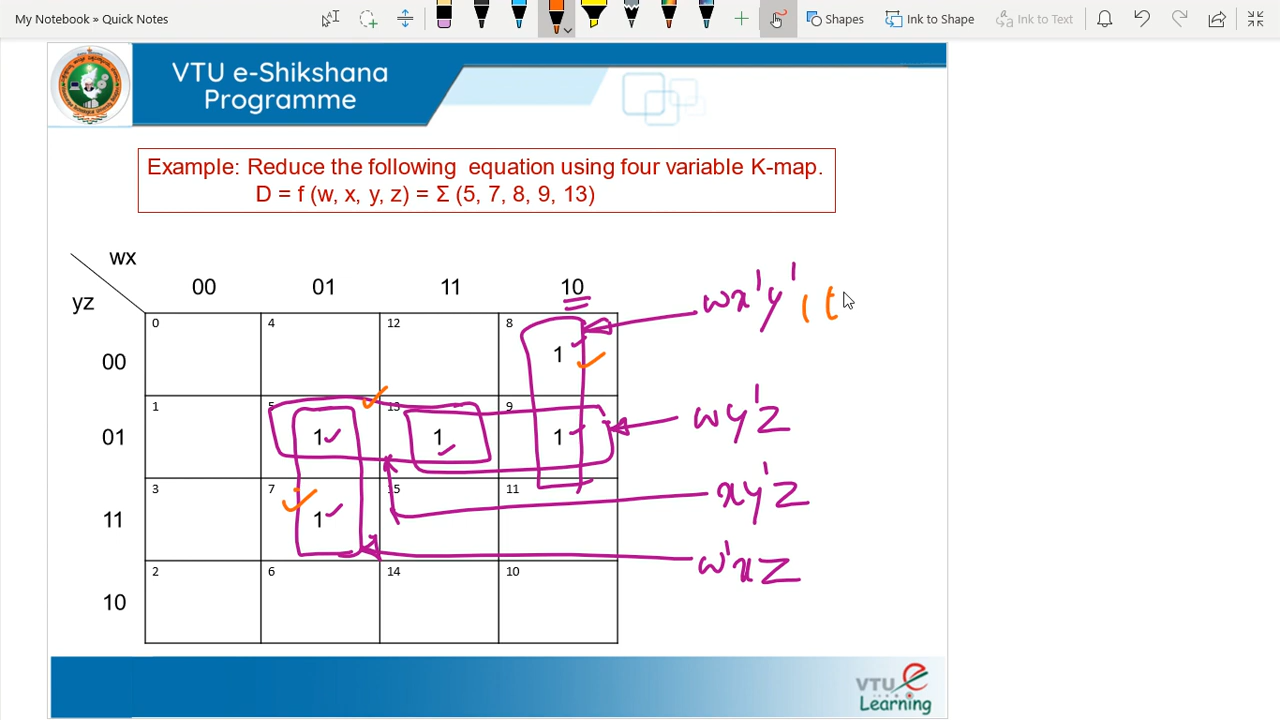 My Notebook » Quick Notes
Shapes
Ink to Shape
Ink to Text
VTU e-Shikshana
Programme
Example: Reduce the following equation using four variable K-map.
D = f (w, x, y, z) = Σ (5, 7, 8, 9, 13)
wx
yz
00 01 11 10
0 4 12 8
00 1
wx'y' (t
1 5 13 9
01 1 1 1
wy'z
3 7 15 11
11 1
xy'z
2 6 14 10
10
w'xz
VTU e
Learning